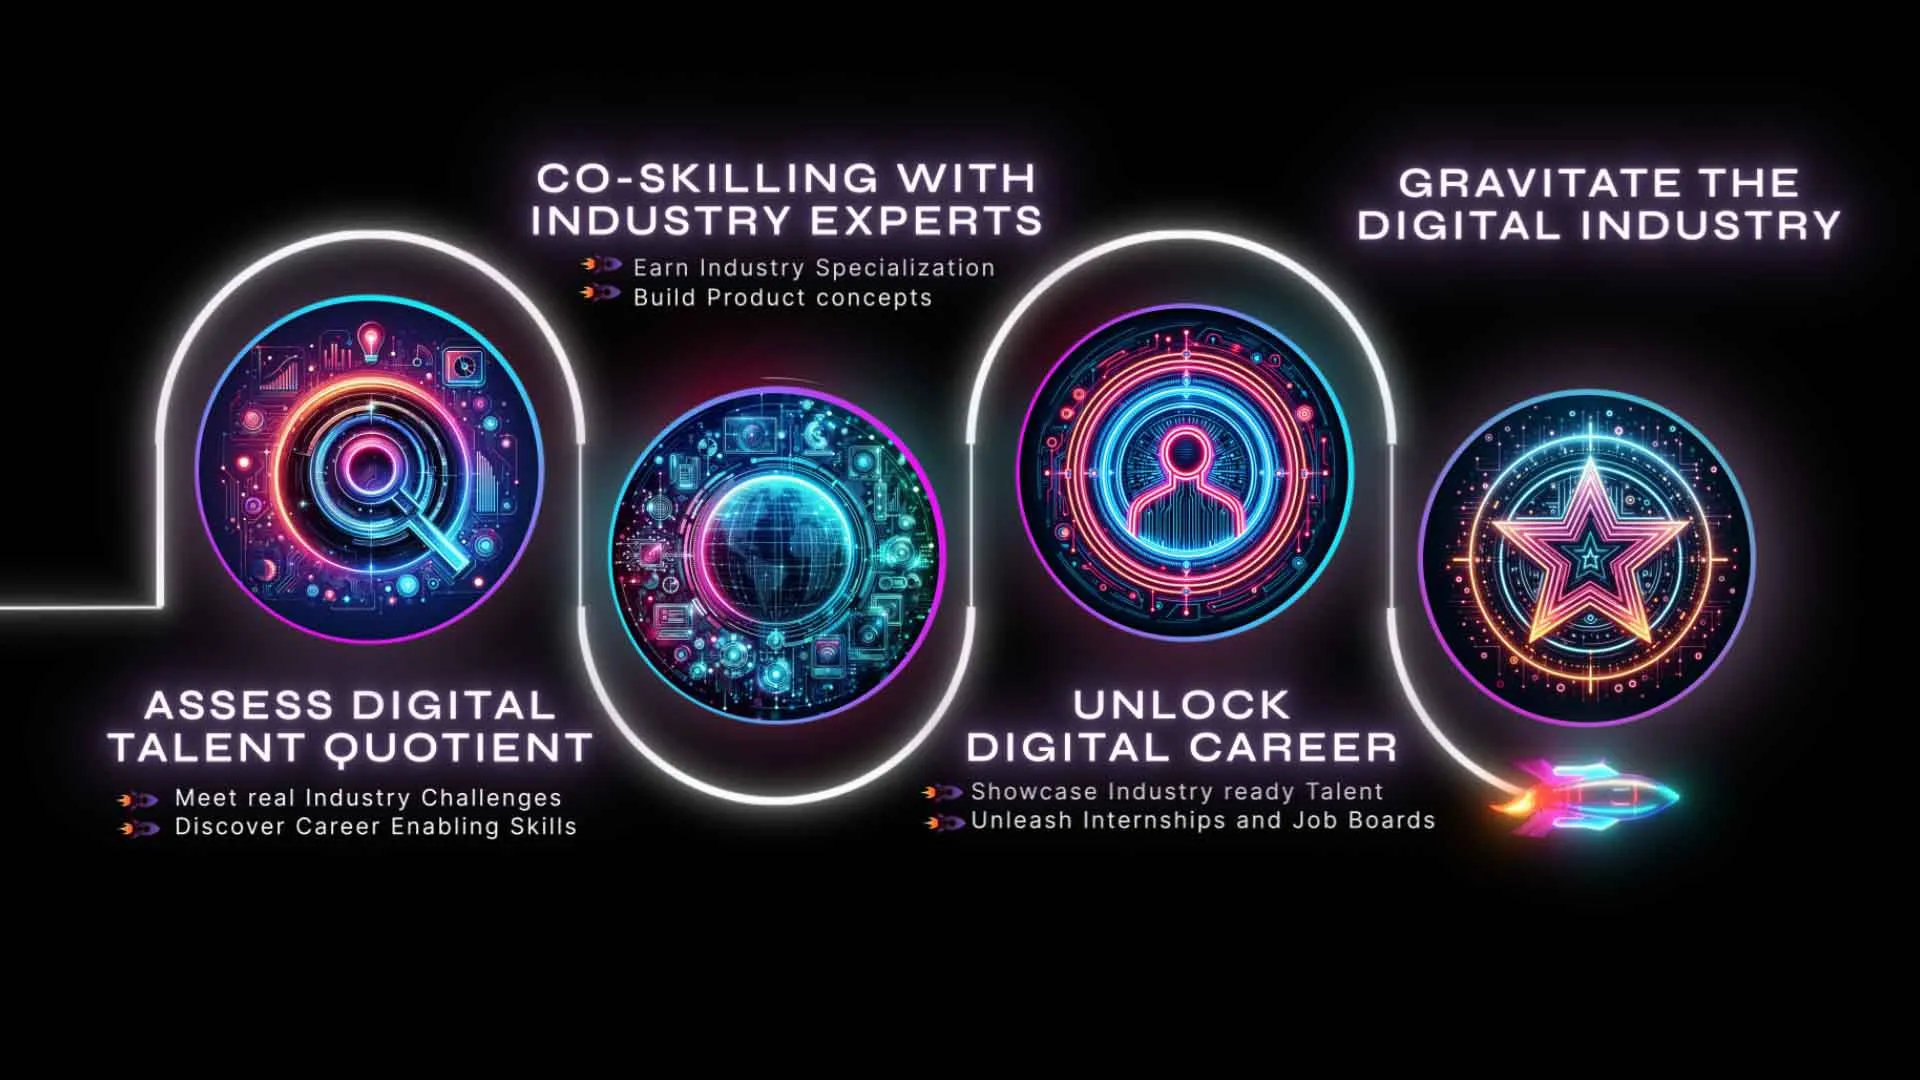 ASSESS DIGITAL
TALENT QUOTIENT
Meet real Industry Challenges
Discover Career Enabling Skills
CO-SKILLING WITH
INDUSTRY EXPERTS
Earn Industry Specialization
Build Product concepts
UNLOCK
DIGITAL CAREER
Showcase Industry ready Talent
Unleash Internships and Job Boards
GRAVITATE THE
DIGITAL INDUSTRY